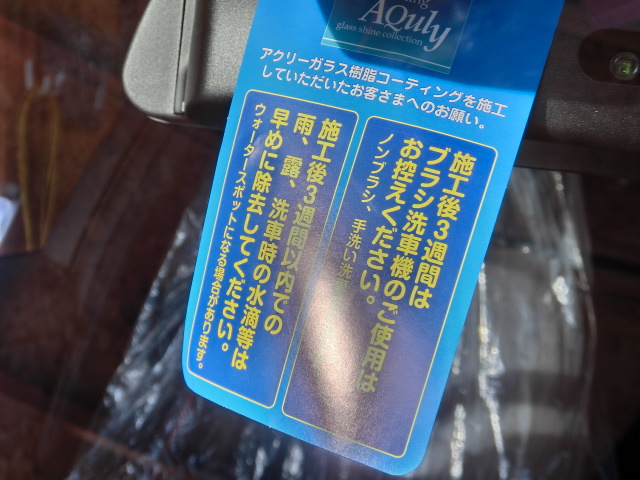 AQuly
glass shine collection
アクリーガラス樹脂コーティングを施工
していただいたお客さまへのお願い。
施工後3週間は
ブラシ洗車機のご使用は
お控えください。
ノンブラシ、手洗い洗
施工後3週間以内での
雨、露、洗車時の水滴等は
早めに除去してください。
ウォータースポットになる場合があります。